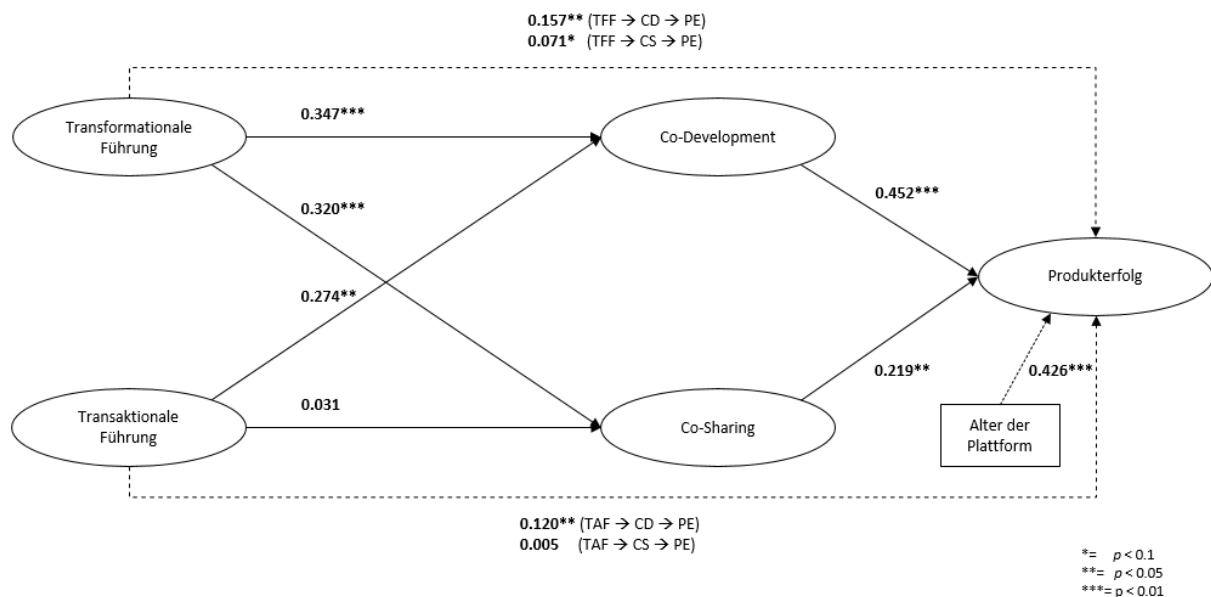 0.157** (TFF → CD → PE)
0.071* (TFF → CS → PE)
Transformationale
Führung
0.347***
Co-Development
0.320***
0.452***
Produkterfolg
0.274**
0.219**
0.426***
Transaktionale
Führung
0.031
Co-Sharing
Alter der
Plattform
0.120** (TAF → CD → PE)
0.005 (TAF → CS → PE)
*= p < 0.1
**= p < 0.05
***= p < 0.01